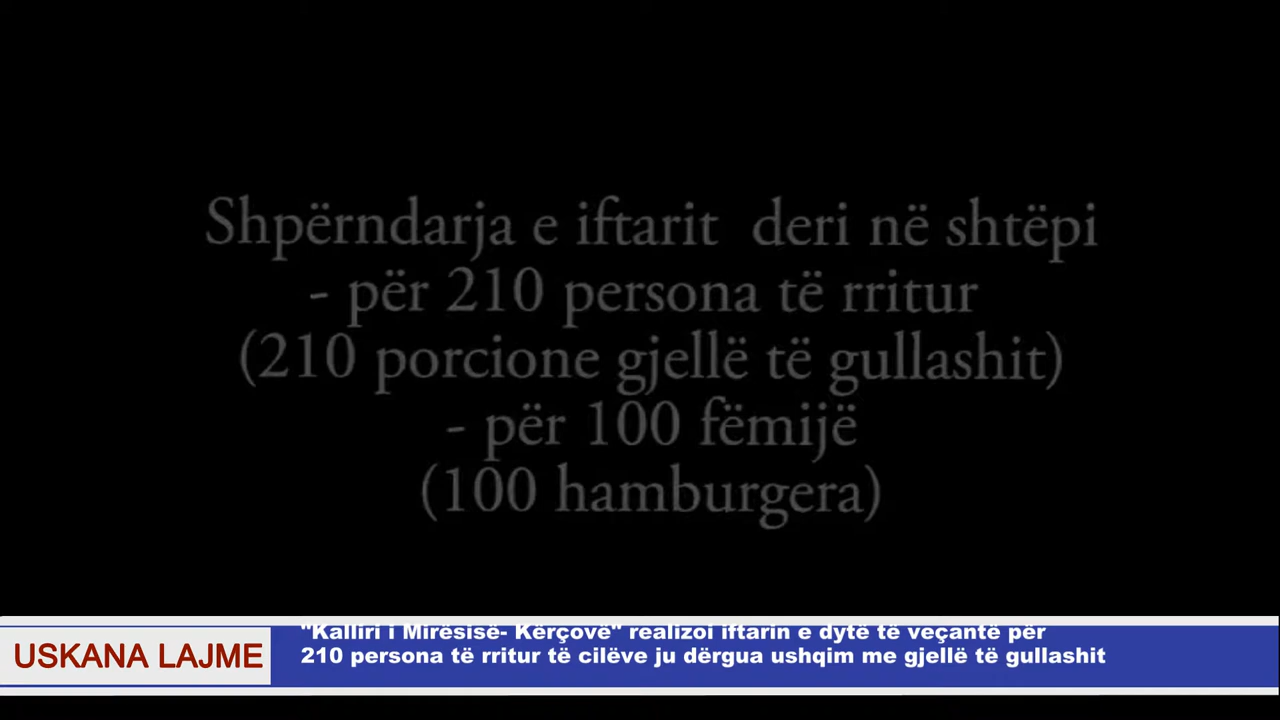 Shpërndarja e iftarit deri në shtëpi
- për 210 persona të rritur
(210 porcione gjellë të gullashit)
- për 100 fëmijë
(100 hamburgera)
USKANA LAJME
"Kalliri i Mirësisë- Kërçovë" realizoi iftarin e dytë të veçantë për
210 persona të rritur të cilëve ju dërgua ushqim me gjellë të gullashit